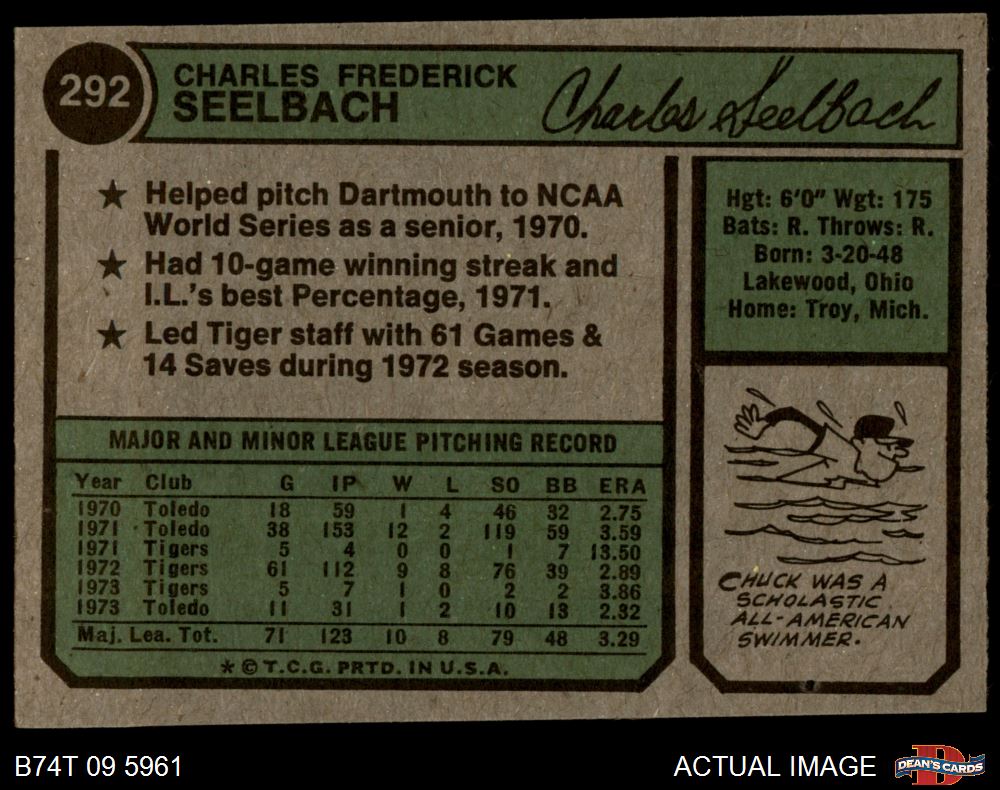 292
CHARLES FREDERICK
SEELBACH
Charles Seelbach
★ Helped pitch Dartmouth to NCAA
World Series as a senior, 1970.
★ Had 10-game winning streak and
I.L.'s best Percentage, 1971.
★ Led Tiger staff with 61 Games &
14 Saves during 1972 season.
Hgt: 6'0" Wgt: 175
Bats: R. Throws: R.
Born: 3-20-48
Lakewood, Ohio
Home: Troy, Mich.
MAJOR AND MINOR LEAGUE PITCHING RECORD
Year Club G IP W L SO BB ERA
1970 Toledo 18 59 1 4 46 32 2.75
1971 Toledo 38 153 12 2 119 59 3.59
1971 Tigers 5 4 0 0 1 7 13.50
1972 Tigers 61 112 9 8 76 39 2.89
1973 Tigers 5 7 1 0 2 2 3.86
1973 Toledo 11 31 1 2 10 13 2.32
Maj. Lea. Tot. 71 123 10 8 79 48 3.29
* © T.C.G. PRTD. IN U.S.A.
CHUCK WAS A
SCHOLASTIC
ALL-AMERICAN
SWIMMER.
B74T 09 5961
ACTUAL IMAGE
DEAN'S CARDS